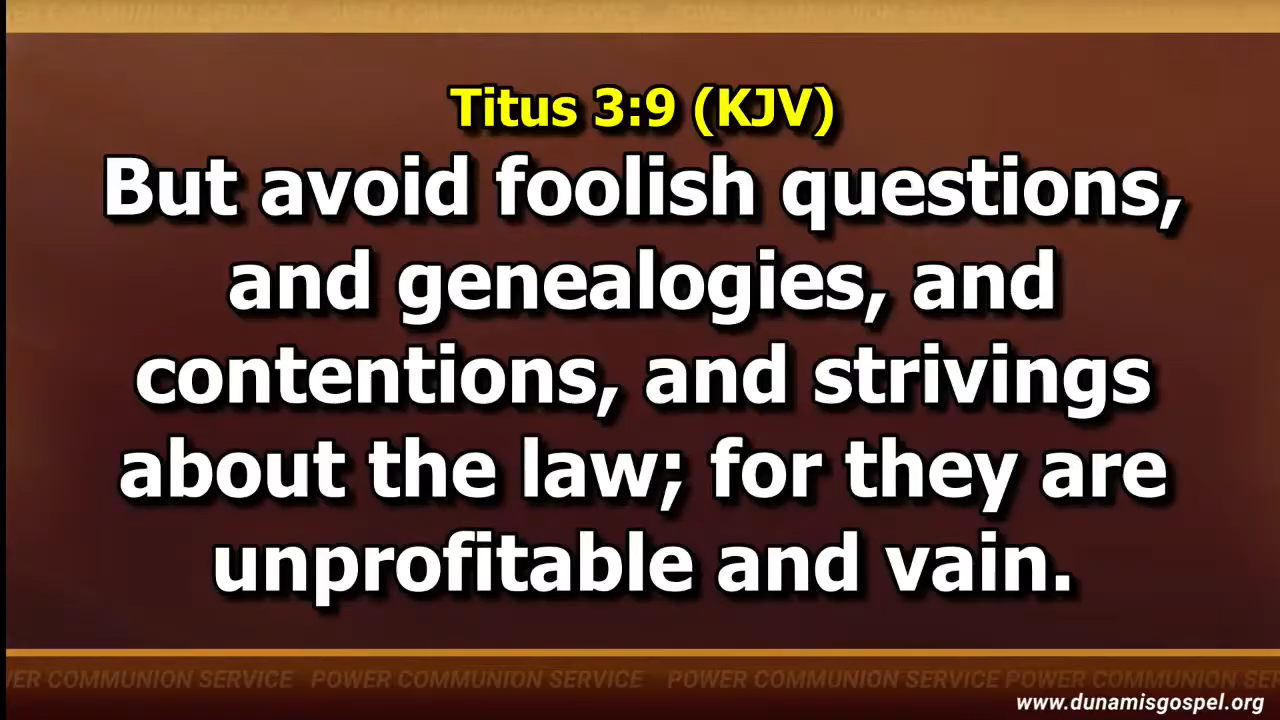 Titus 3:9 (KJV)
But avoid foolish questions,
and genealogies, and
contentions, and strivings
about the law; for they are
unprofitable and vain.
ER COMMUNION SERVICE POWER COMMUNION SERVICE POWER COMMUNION SERVICE POWER COMMUNION SER
www.dunamisgospel.org